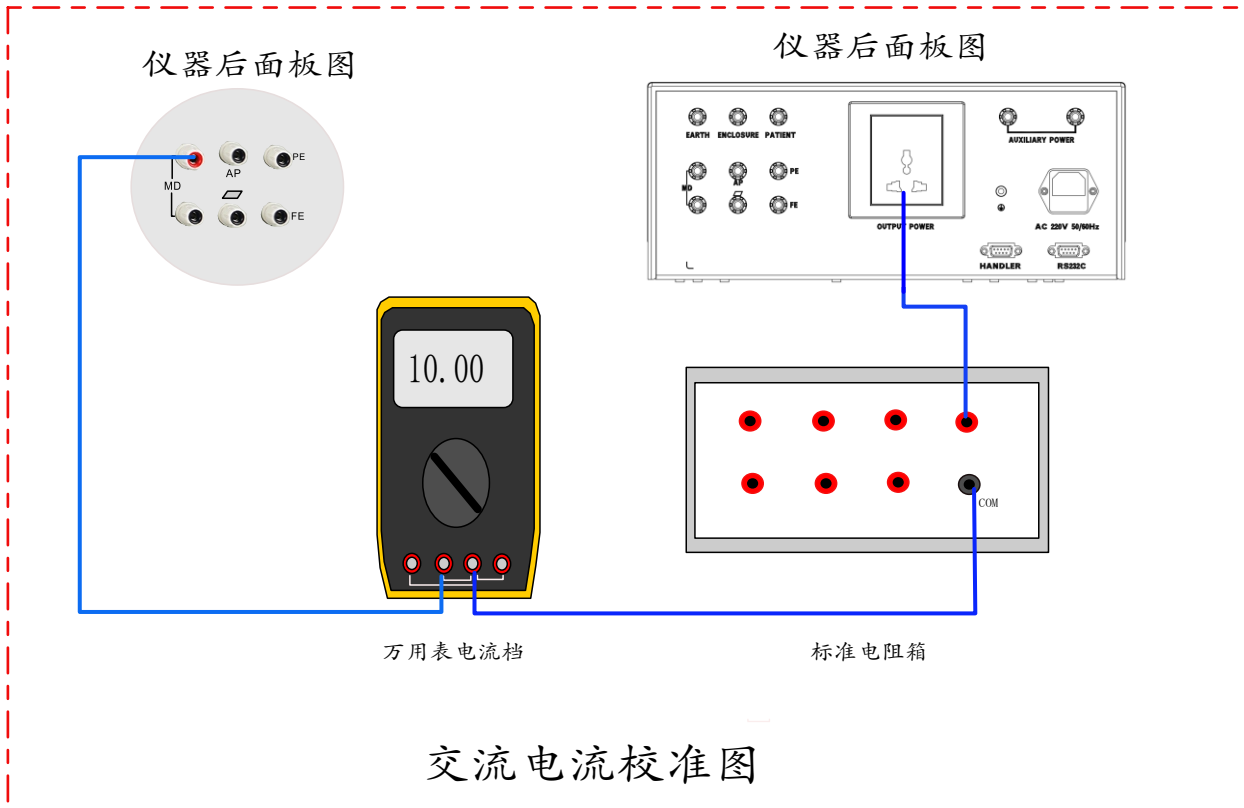 仪器后面板图
仪器后面板图
MD
AP
PE
FE
EARTH ENCLOSURE PATIENT
AUXILIARY POWER
MD
AP
PE
FE
OUTPUT POWER
AC 220V 50/60Hz
HANDLER
RS232C
10.00
COM
万用表电流档
标准电阻箱
交流电流校准图